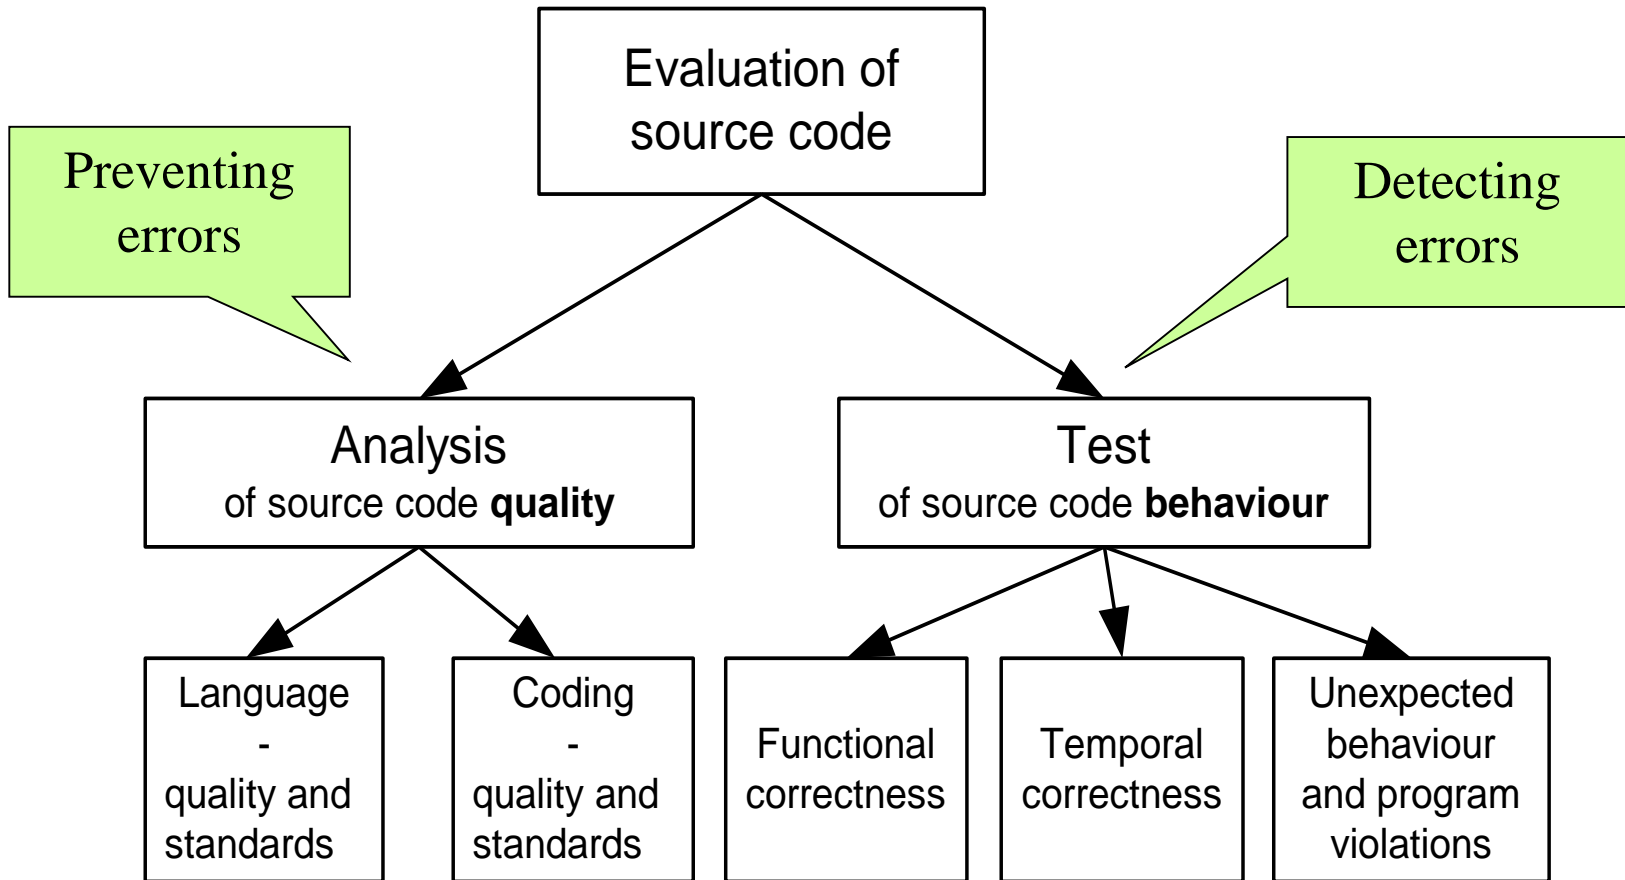 Evaluation of
source code
Preventing
errors
Detecting
errors
Analysis
of source code quality
Test
of source code behaviour
Language
-
quality and
standards
Coding
-
quality and
standards
Functional
correctness
Temporal
correctness
Unexpected
behaviour
and program
violations